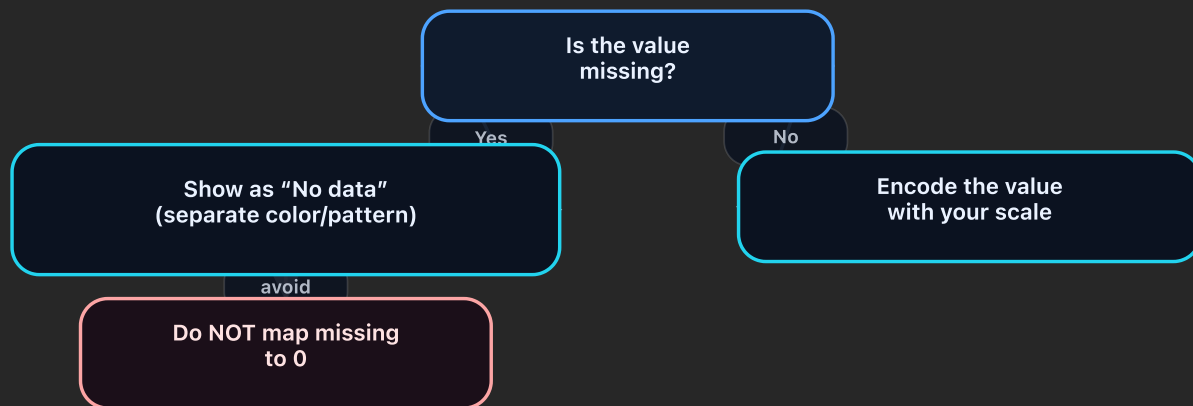 Is the value
missing?
Yes
No
Show as “No data”
(separate color/pattern)
Encode the value
with your scale
avoid
Do NOT map missing
to 0